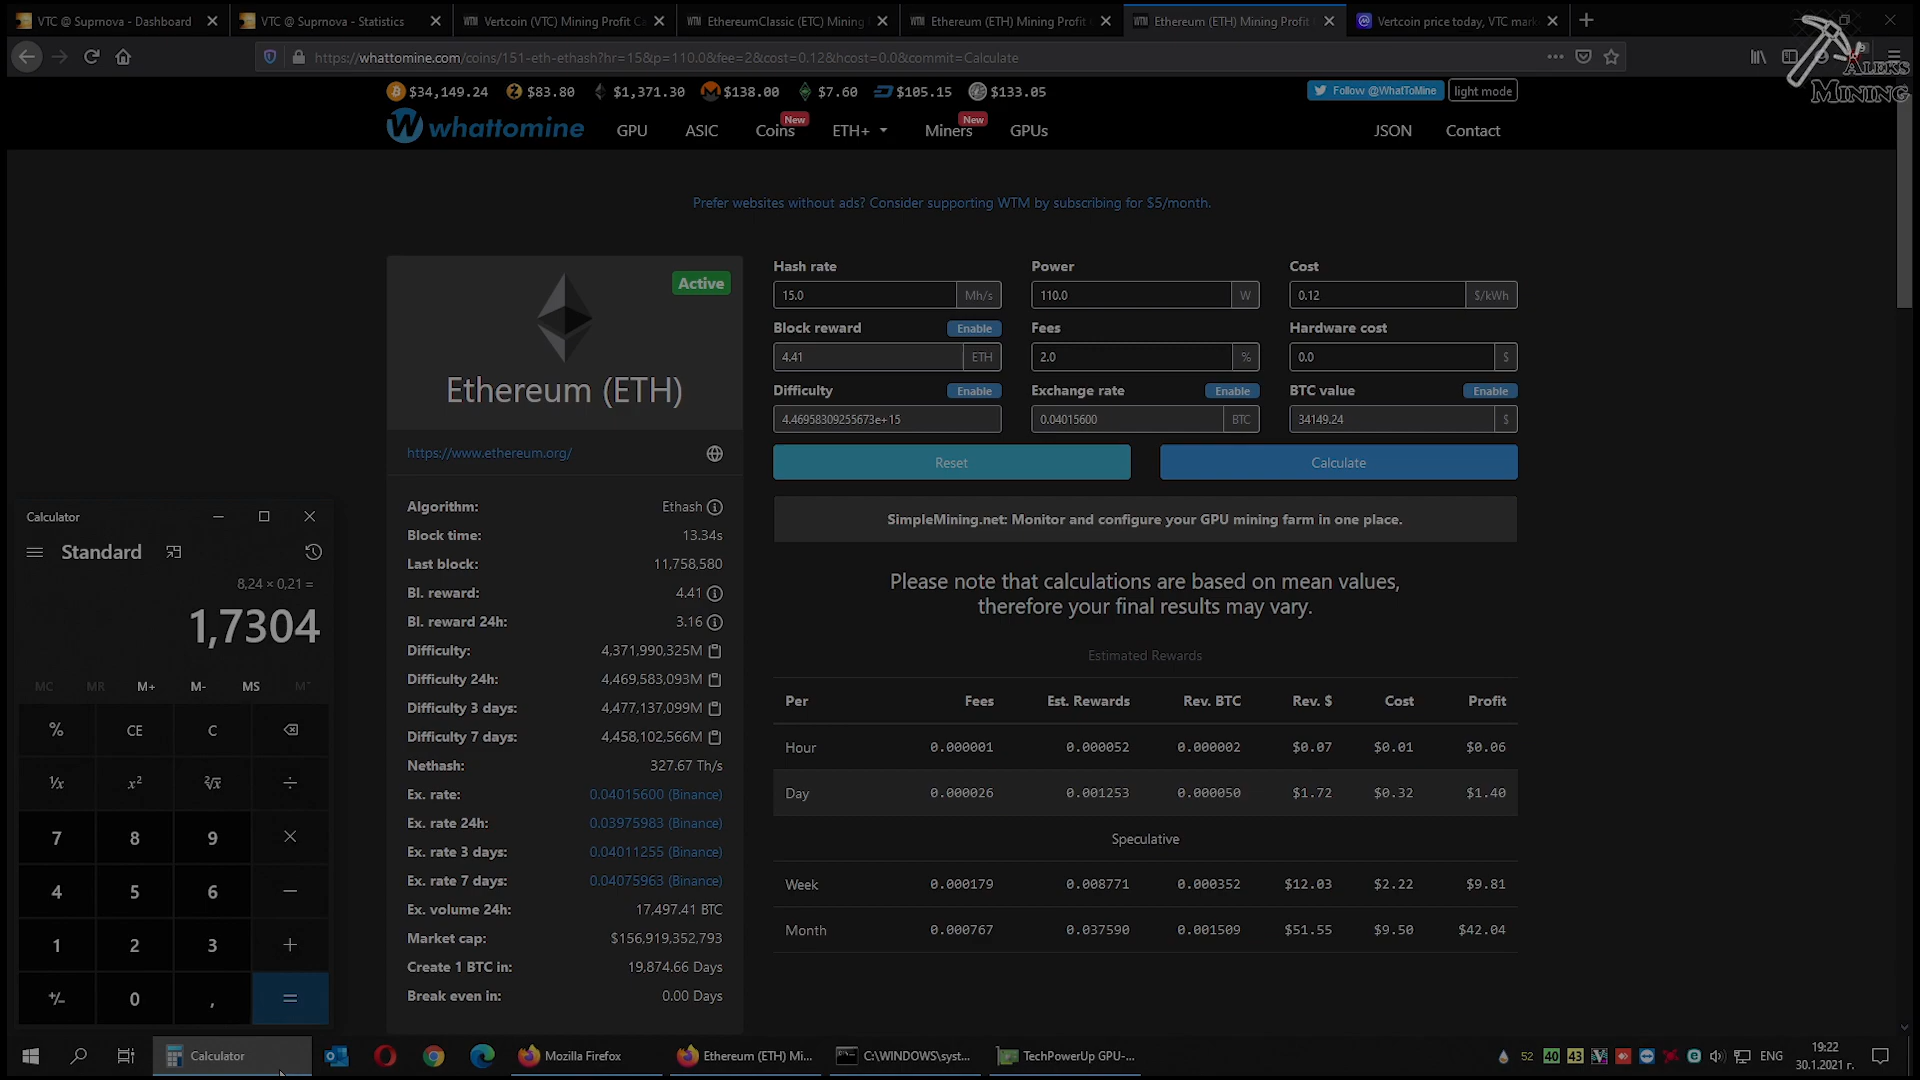 VTC @ Suprnova - Dashboard
VTC @ Suprnova - Statistics
Vertcoin (VTC) Mining Profit C
EthereumClassic (ETC) Mining
Ethereum (ETH) Mining Profit
Ethereum (ETH) Mining Profit
Vertcoin price today, VTC mar
https://whattomine.com/coins/151-eth-ethash?hr=15&p=110.0&fee=2&cost=0.12&hcost=0.0&commit=Calculate
ALEKS
MINING
$34,149.24 $83.80 $1,371.30 $138.00 $7.60 $105.15 $133.05
Follow @WhatToMine light mode
whattomine GPU ASIC Coins New ETH+ Miners New GPUs JSON Contact
Prefer websites without ads? Consider supporting WTM by subscribing for $5/month.
Active
Ethereum (ETH)
https://www.ethereum.org/
Algorithm: Ethash
Block time: 13.34s
Last block: 11,758,580
Bl. reward: 4.41
Bl. reward 24h: 3.16
Difficulty: 4,371,990,325M
Difficulty 24h: 4,469,583,093M
Difficulty 3 days: 4,477,137,099M
Difficulty 7 days: 4,458,102,566M
Nethash: 327.67 Th/s
Ex. rate: 0.04015600 (Binance)
Ex. rate 24h: 0.03975983 (Binance)
Ex. rate 3 days: 0.04011255 (Binance)
Ex. rate 7 days: 0.04075963 (Binance)
Ex. volume 24h: 17,497.41 BTC
Market cap: $156,919,352,793
Create 1 BTC in: 19,874.66 Days
Break even in: 0.00 Days
Hash rate Power Cost
15.0 Mh/s 110.0 W 0.12 $/kWh
Block reward Enable Fees Hardware cost
4.41 ETH 2.0 % 0.0 $
Difficulty Enable Exchange rate Enable BTC value Enable
4.46958309255673e+15 0.04015600 BTC 34149.24 $
Reset Calculate
SimpleMining.net: Monitor and configure your GPU mining farm in one place.
Please note that calculations are based on mean values,
therefore your final results may vary.
Estimated Rewards
Per Fees Est. Rewards Rev. BTC Rev. $ Cost Profit
Hour 0.000001 0.000052 0.000002 $0.07 $0.01 $0.06
Day 0.000026 0.001253 0.000050 $1.72 $0.32 $1.40
Speculative
Week 0.000179 0.008771 0.000352 $12.03 $2.22 $9.81
Month 0.000767 0.037590 0.001509 $51.55 $9.50 $42.04
Calculator
Standard
8,24 × 0,21 =
1,7304
MC MR M+ M- MS
% CE C
¹/x x² ²√x ÷
7 8 9 ×
4 5 6 −
1 2 3 +
+/- 0 , =
Calculator
Mozilla Firefox
Ethereum (ETH) Mi...
C:\WINDOWS\syst...
TechPowerUp GPU-...
52 40 43 ENG
19:22
30.1.2021 г.